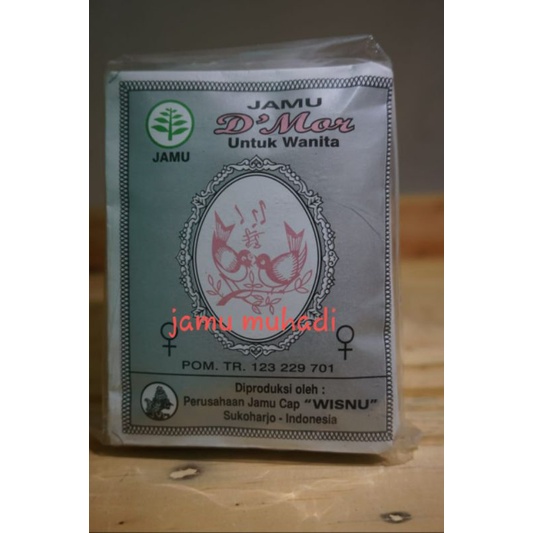 JAMU
D'Mor
Untuk Wanita
JAMU
jamu muhadi
POM. TR. 123 229 701
Diproduksi oleh :
Perusahaan Jamu Cap "WISNU"
Sukoharjo - Indonesia